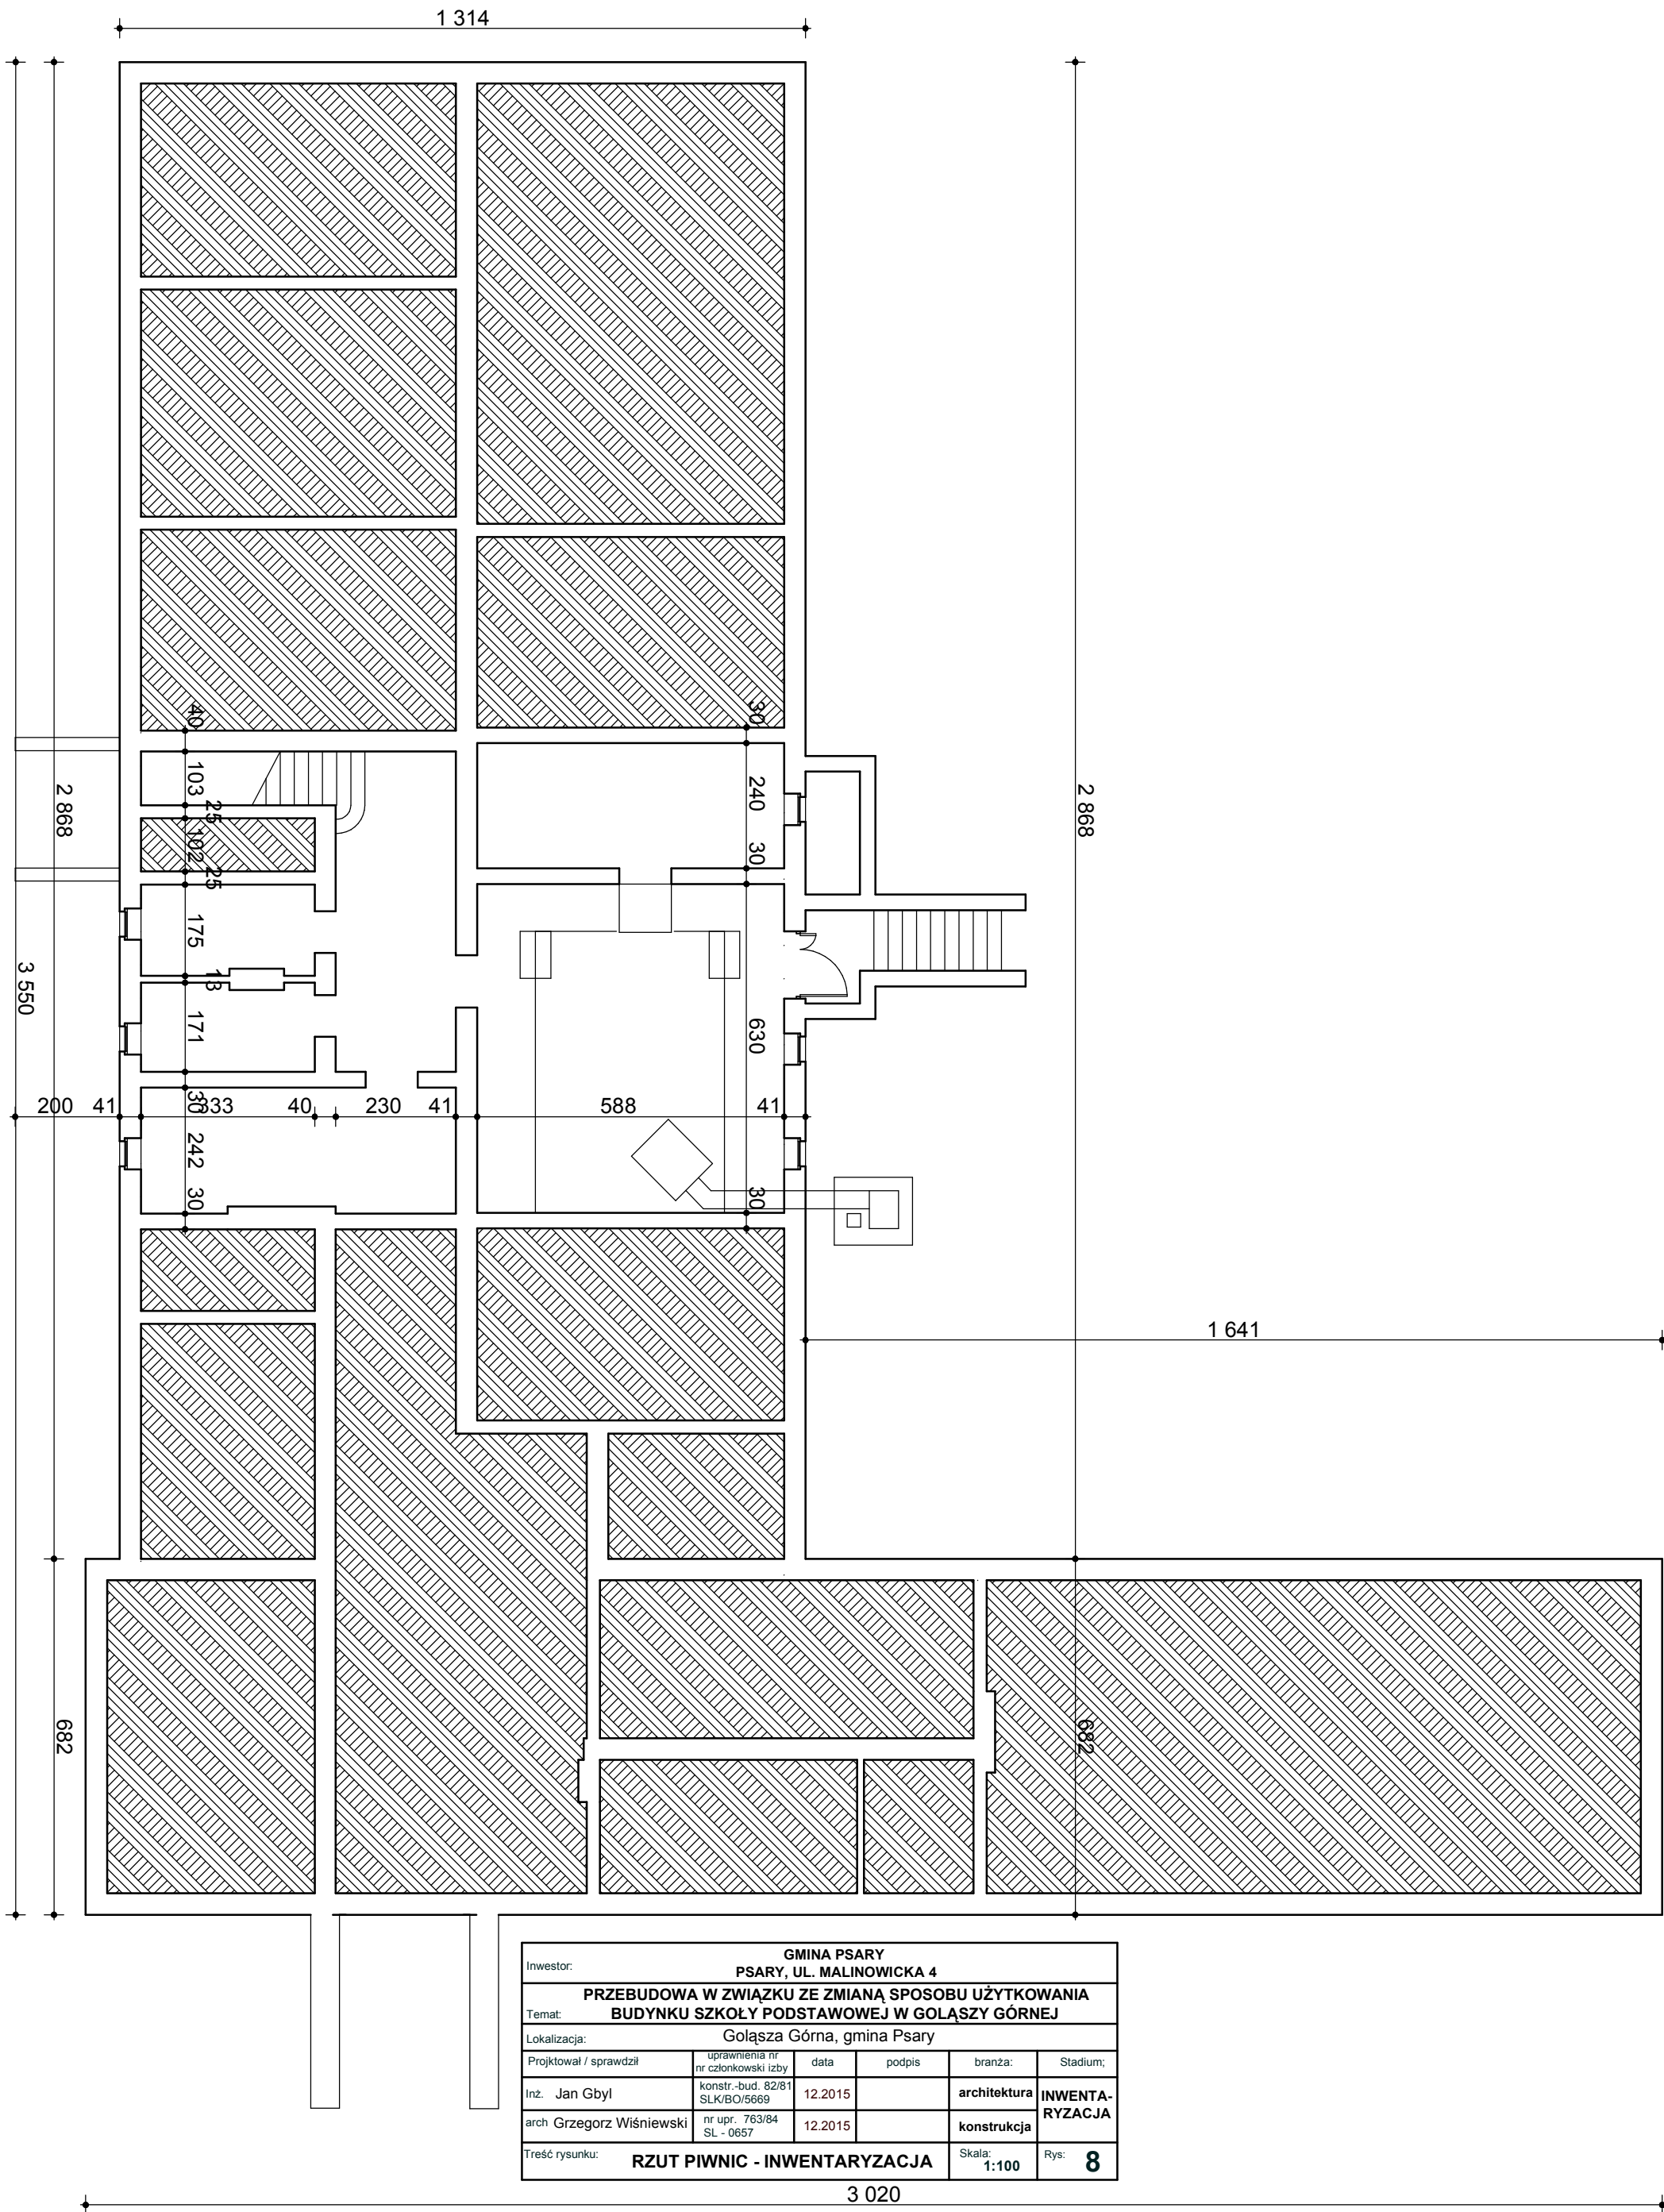 1 314
40
30
103
240
25
2 868
2 868
102
30
25
175
3 550
13
171
630
200
41
30
333
40
230
41
588
41
242
30
30
1 641
682
682
Inwestor:
GMINA PSARY
PSARY, UL. MALINOWICKA 4
Temat:
PRZEBUDOWA W ZWIĄZKU ZE ZMIANĄ SPOSOBU UŻYTKOWANIA
BUDYNKU SZKOŁY PODSTAWOWEJ W GOLĄSZY GÓRNEJ
Lokalizacja:
Goląsza Górna, gmina Psary
Projktował / sprawdził
uprawnienia nr
nr członkowski izby
data
podpis
branża:
Stadium;
Inż. Jan Gbyl
konstr.-bud. 82/81
SLK/BO/5669
12.2015
architektura
INWENTA-
RYZACJA
arch Grzegorz Wiśniewski
nr upr. 763/84
SL - 0657
12.2015
konstrukcja
Treść rysunku:
RZUT PIWNIC - INWENTARYZACJA
Skala:
1:100
Rys:
8
3 020